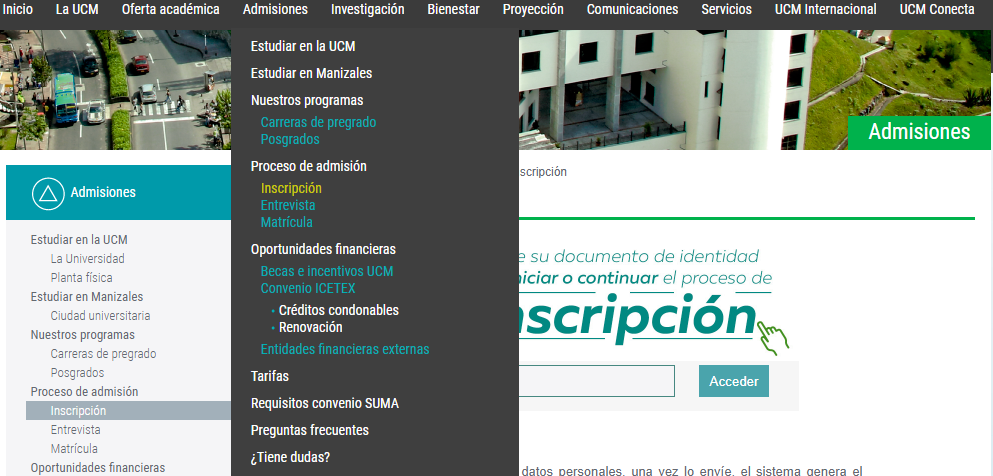 Inicio La UCM Oferta académica Admisiones Investigación Bienestar Proyección Comunicaciones Servicios UCM Internacional UCM Conecta
Estudiar en la UCM
Estudiar en Manizales
Nuestros programas
Carreras de pregrado
Posgrados
Proceso de admisión
Inscripción
Entrevista
Matrícula
Oportunidades financieras
Becas e incentivos UCM
Convenio ICETEX
• Créditos condonables
• Renovación
Entidades financieras externas
Tarifas
Requisitos convenio SUMA
Preguntas frecuentes
¿Tiene dudas?
Admisiones
Admisiones
Estudiar en la UCM
La Universidad
Planta física
Estudiar en Manizales
Ciudad universitaria
Nuestros programas
Carreras de pregrado
Posgrados
Proceso de admisión
Inscripción
Entrevista
Matrícula
Oportunidades financieras
scripción
e su documento de identidad
niciar o continuar el proceso de
nscripción
Acceder
datos personales, una vez lo envíe, el sistema genera el